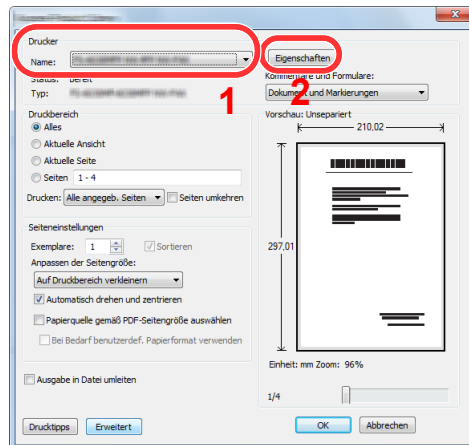 Drucker
Name:
Eigenschaften
Status: Bereit
Kommentare und Formulare:
Typ:
Dokument und Markierungen
1
2
Druckbereich
Alles
Aktuelle Ansicht
Aktuelle Seite
Seiten 1 - 4
Drucken: Alle angegeb. Seiten Seiten umkehren
Seiteneinstellungen
Exemplare: 1 Sortieren
Anpassen der Seitengröße:
Auf Druckbereich verkleinern
Automatisch drehen und zentrieren
Papierquelle gemäß PDF-Seitengröße auswählen
Bei Bedarf benutzerdef. Papierformat verwenden
Ausgabe in Datei umleiten
Drucktipps Erweitert
Vorschau: Unsepariert
210,02
297,01
Einheit: mm Zoom: 96%
1/4
OK Abbrechen